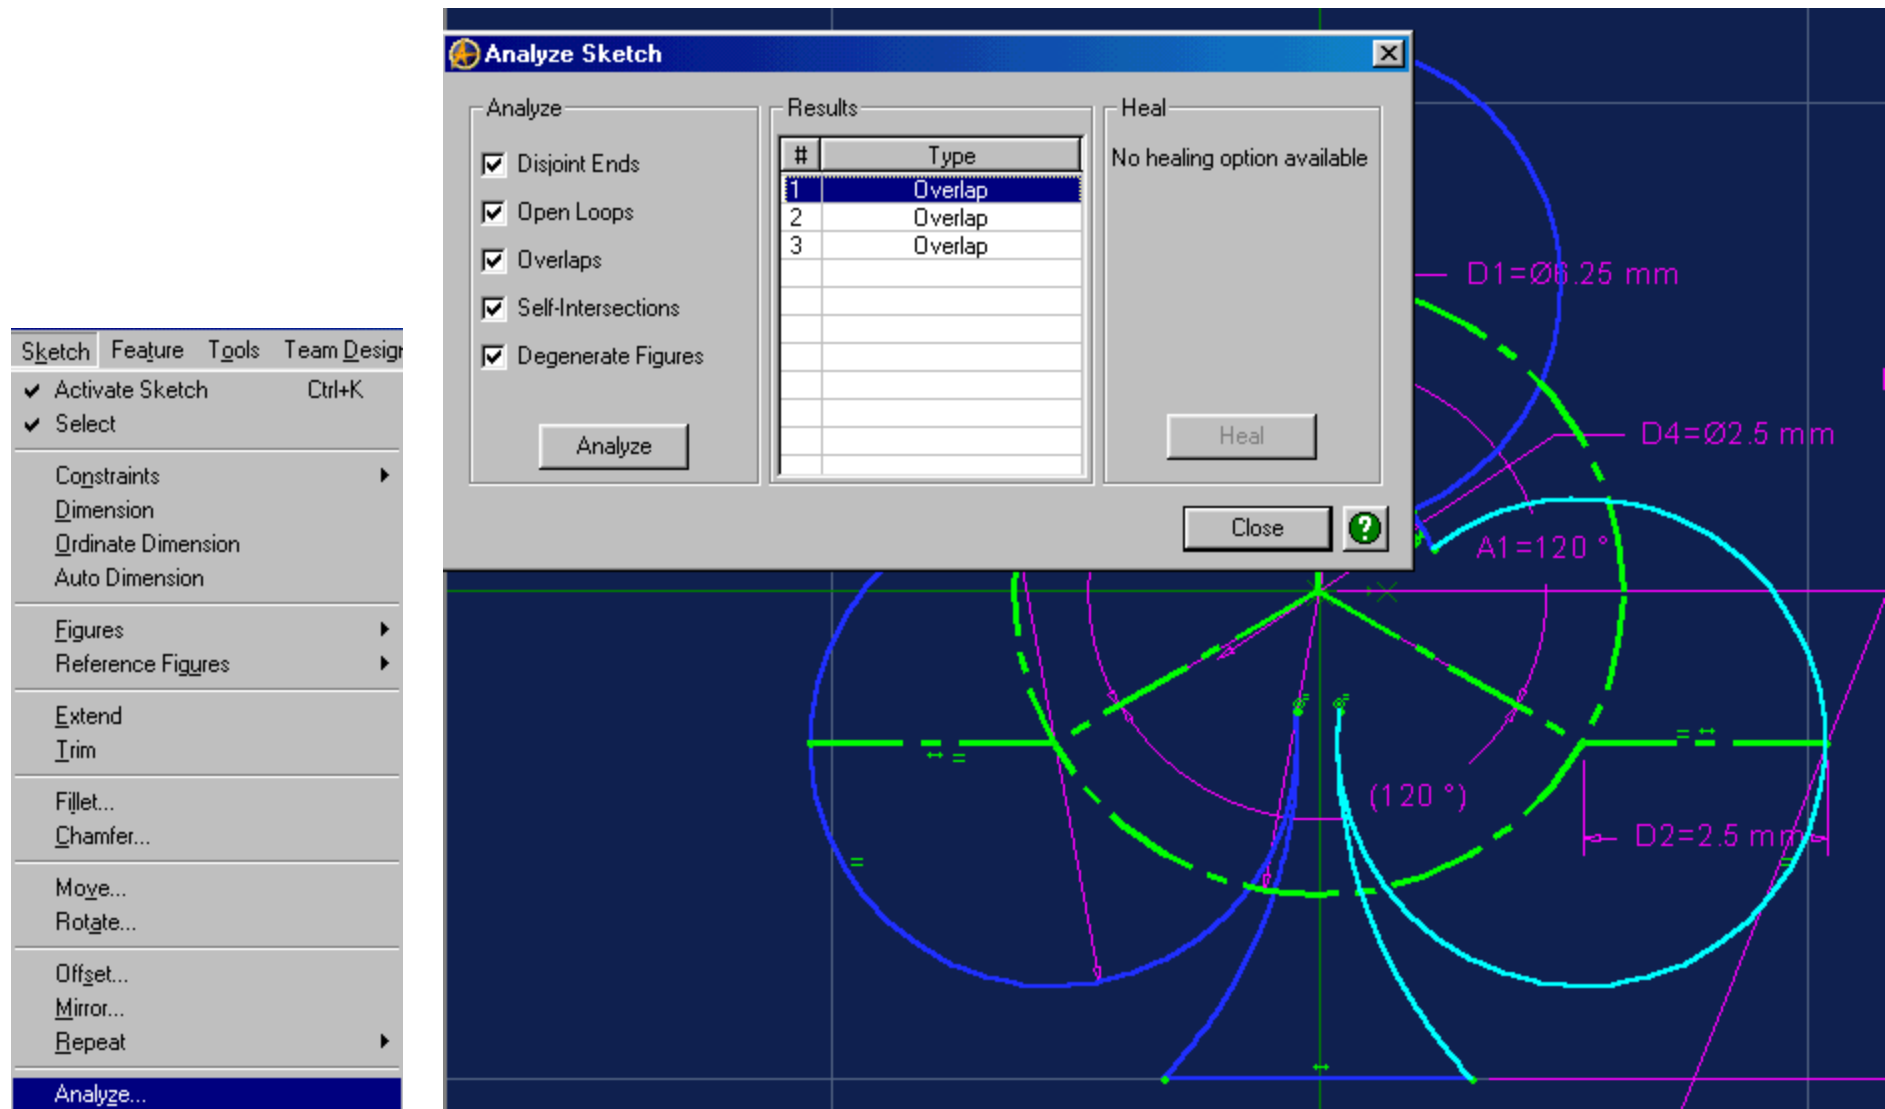 Sketch Feature Tools Team Desig
Activate Sketch Ctrl+K
Select
Constraints
Dimension
Ordinate Dimension
Auto Dimension
Figures
Reference Figures
Extend
Trim
Fillet...
Chamfer...
Move...
Rotate...
Offset...
Mirror...
Repeat
Analyze...
Analyze Sketch
Analyze
Disjoint Ends
Open Loops
Overlaps
Self-Intersections
Degenerate Figures
Analyze
Results
# Type
1 Overlap
2 Overlap
3 Overlap
Heal
No healing option available
Heal
Close
D1=Ø6.25 mm
D4=Ø2.5 mm
A1=120 °
(120 °)
D2=2.5 mm